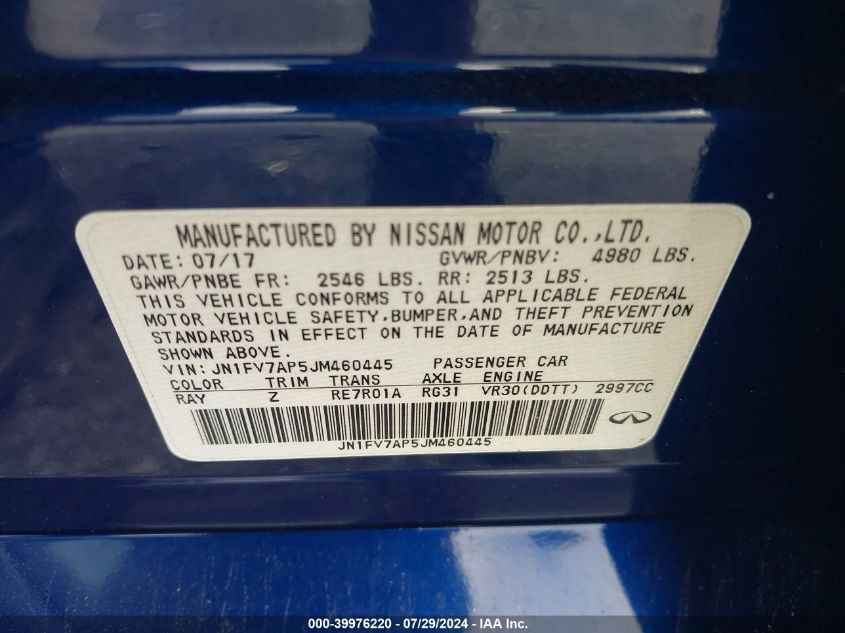 MANUFACTURED BY NISSAN MOTOR CO.,LTD.
DATE: 07/17 GVWR/PNBV: 4980 LBS.
GAWR/PNBE FR: 2546 LBS. RR: 2513 LBS.
THIS VEHICLE CONFORMS TO ALL APPLICABLE FEDERAL
MOTOR VEHICLE SAFETY,BUMPER,AND THEFT PREVENTION
STANDARDS IN EFFECT ON THE DATE OF MANUFACTURE
SHOWN ABOVE.
VIN: JN1FV7AP5JM460445 PASSENGER CAR
COLOR TRIM TRANS AXLE ENGINE
RAY Z RE7R01A RG31 VR30(DDTT) 2997CC
JN1FV7AP5JM460445
000-39976220 - 07/29/2024 - IAA Inc.